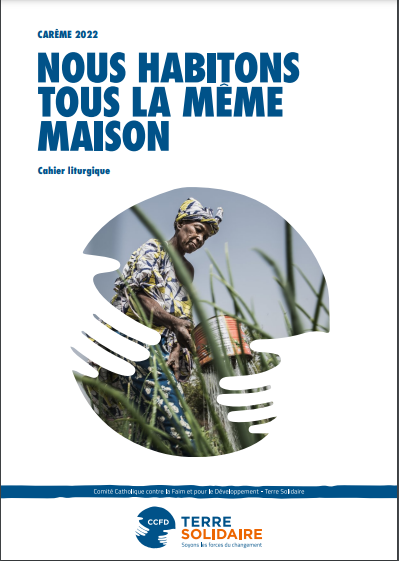 CARÊME 2022
NOUS HABITONS
TOUS LA MÊME
MAISON
Cahier liturgique
Comité Catholique contre la Faim et pour le Développement • Terre Solidaire
CCFD
TERRE
SOLIDAIRE
Soyons les forces du changement